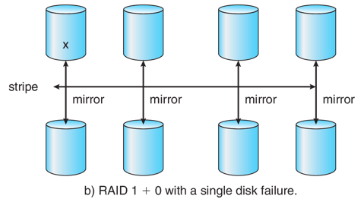 x
stripe
mirror mirror mirror mirror
b) RAID 1 + 0 with a single disk failure.